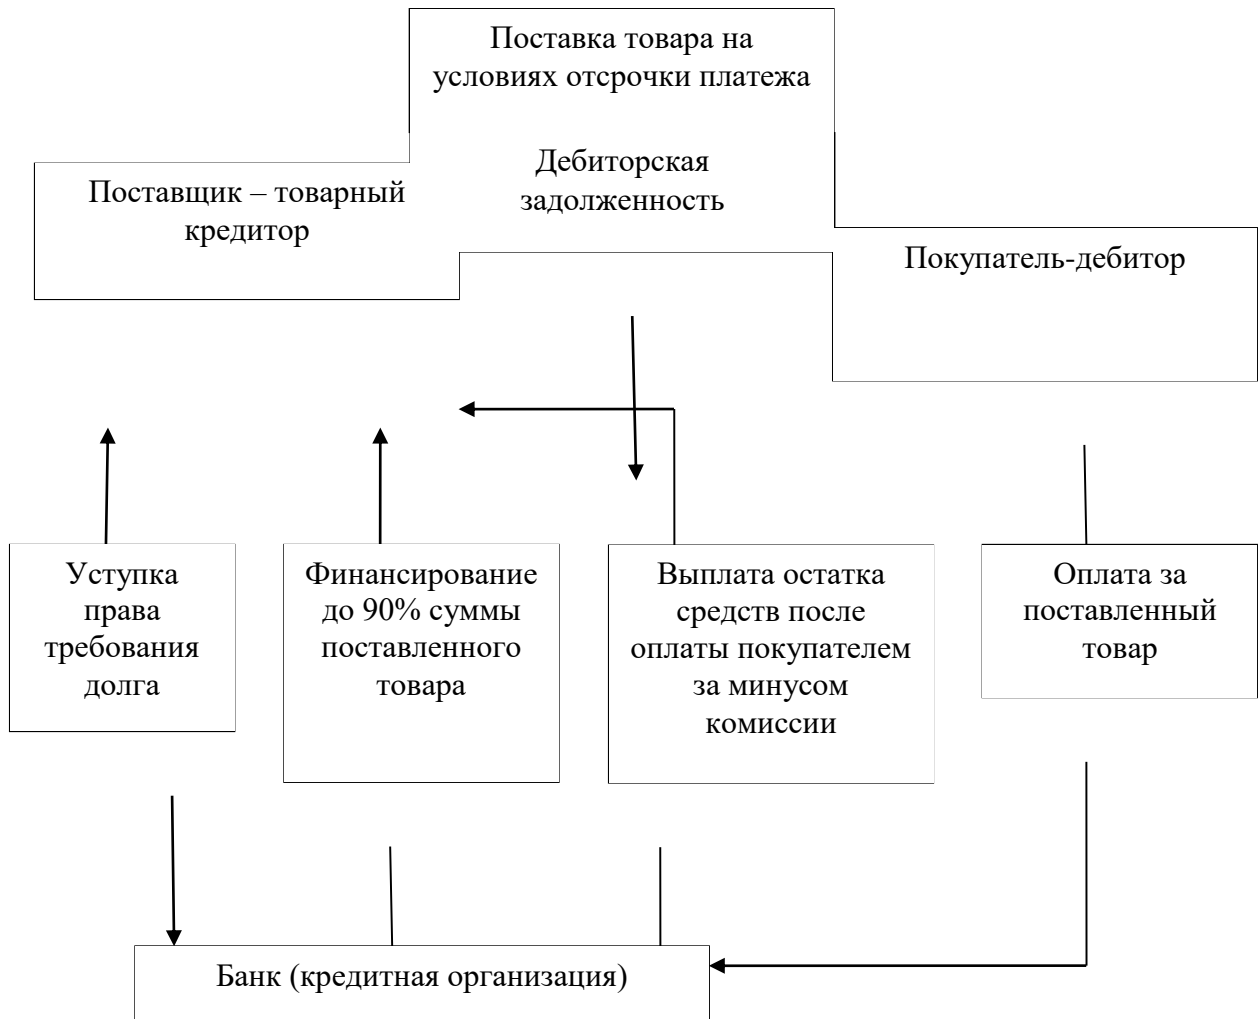 Поставка товара на
условиях отсрочки платежа
Дебиторская
задолженность
Поставщик – товарный
кредитор
Покупатель-дебитор
Уступка
права
требования
долга
Финансирование
до 90% суммы
поставленного
товара
Выплата остатка
средств после
оплаты покупателем
за минусом
комиссии
Оплата за
поставленный
товар
Банк (кредитная организация)